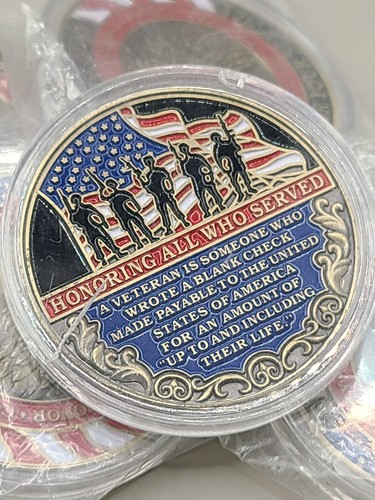 HONORING ALL WHO SERVED
A VETERAN IS SOMEONE WHO
WROTE A BLANK CHECK
MADE PAYABLE TO THE UNITED
STATES OF AMERICA
FOR AN AMOUNT OF
"UP TO AND INCLUDING
THEIR LIFE."